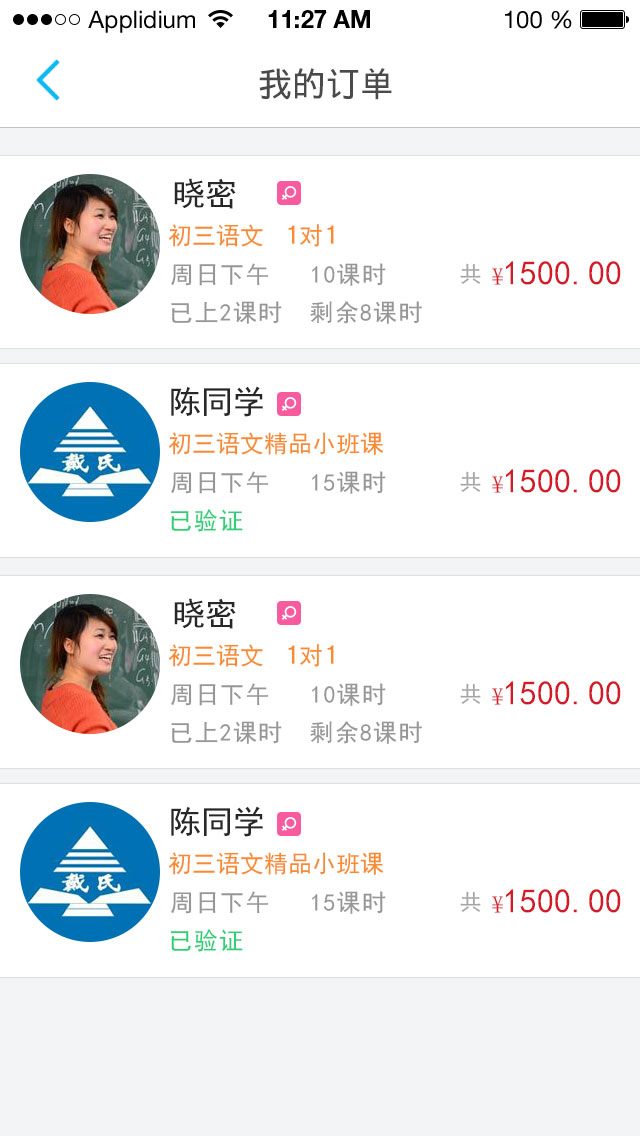 Applidium 11:27 AM 100 %
我的订单
晓密
初三语文 1对1
周日下午 10课时 共 ¥1500.00
已上2课时 剩余8课时
陈同学
戴氏
初三语文精品小班课
周日下午 15课时 共 ¥1500.00
已验证
晓密
初三语文 1对1
周日下午 10课时 共 ¥1500.00
已上2课时 剩余8课时
陈同学
戴氏
初三语文精品小班课
周日下午 15课时 共 ¥1500.00
已验证